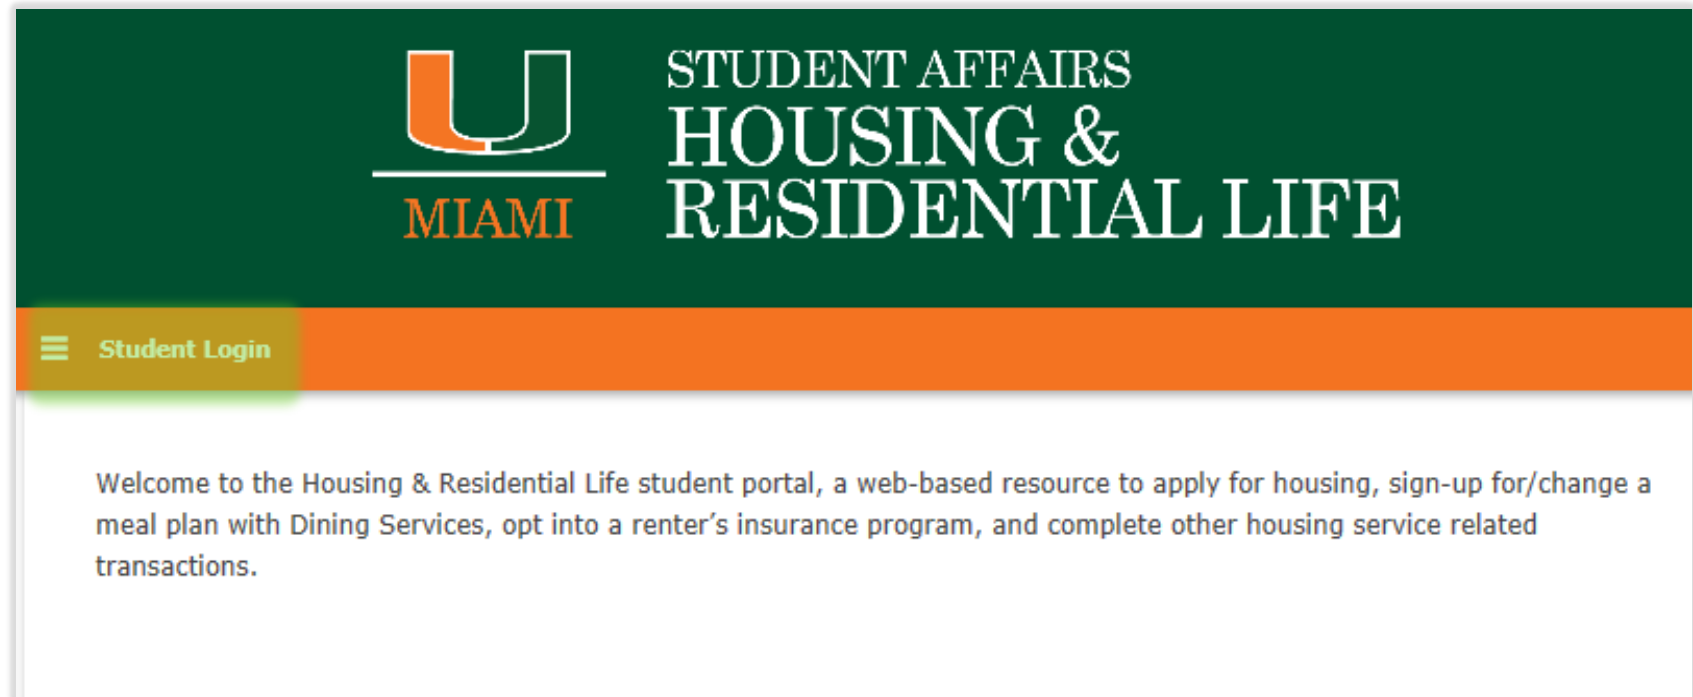 STUDENT AFFAIRS
HOUSING &
RESIDENTIAL LIFE
MIAMI
Student Login
Welcome to the Housing & Residential Life student portal, a web-based resource to apply for housing, sign-up for/change a
meal plan with Dining Services, opt into a renter´s insurance program, and complete other housing service related
transactions.